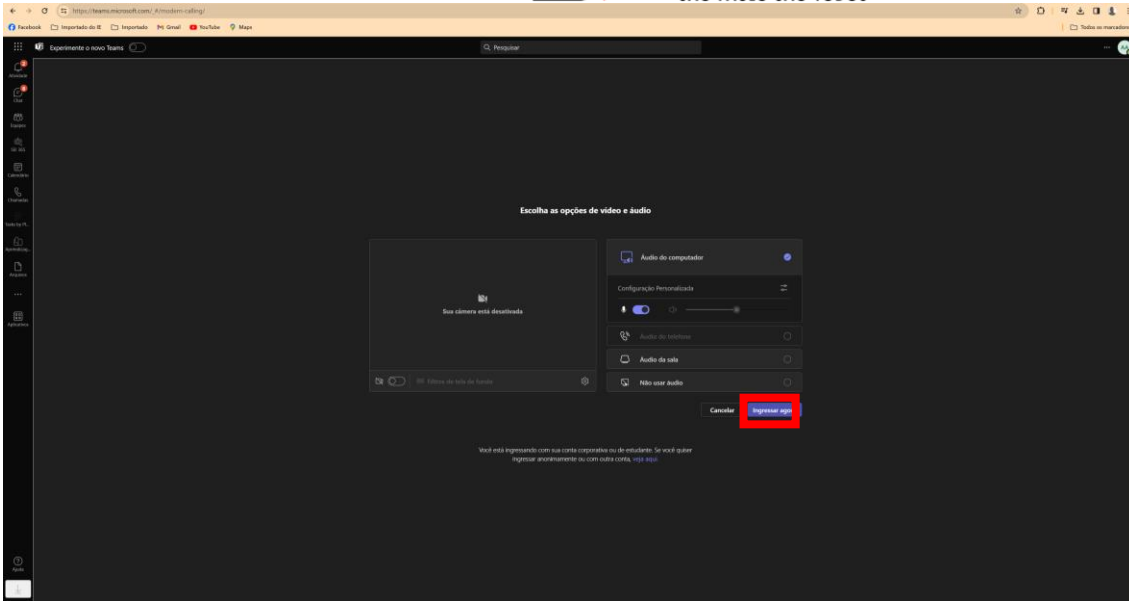 https://teams.microsoft.com/_#/modern-calling/
Facebook
Importado do IE
Importado
Gmail
YouTube
Maps
Todos os marcadores
Experimente o novo Teams
Pesquisar
Atividade
Chat
Equipes
Calendário
Chamadas
Arquivos
Aplicativos
Escolha as opções de vídeo e áudio
Sua câmera está desativada
Áudio do computador
Configuração Personalizada
Áudio do telefone
Áudio da sala
Não usar áudio
Filtros de tela de fundo
Cancelar
Ingressar agora
Você está ingressando com sua conta corporativa ou de estudante. Se você quiser
ingressar anonimamente ou com outra conta, veja aqui.
Ajuda